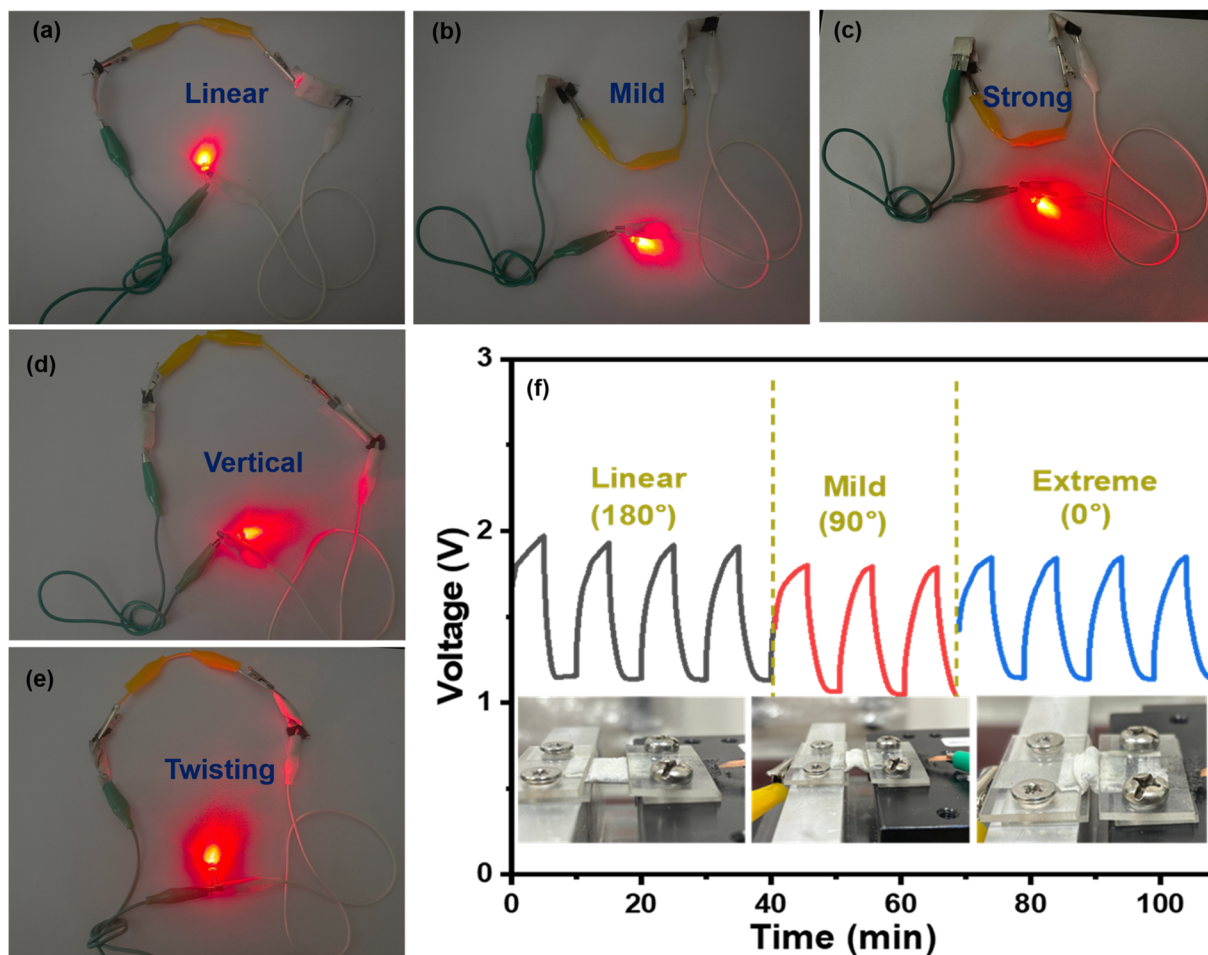 (a)
Linear
(b)
Mild
(c)
Strong
(d)
Vertical
(e)
Twisting
(f)
3
2
1
0
Voltage (V)
Linear
(180°)
Mild
(90°)
Extreme
(0°)
0
20
40
60
80
100
Time (min)